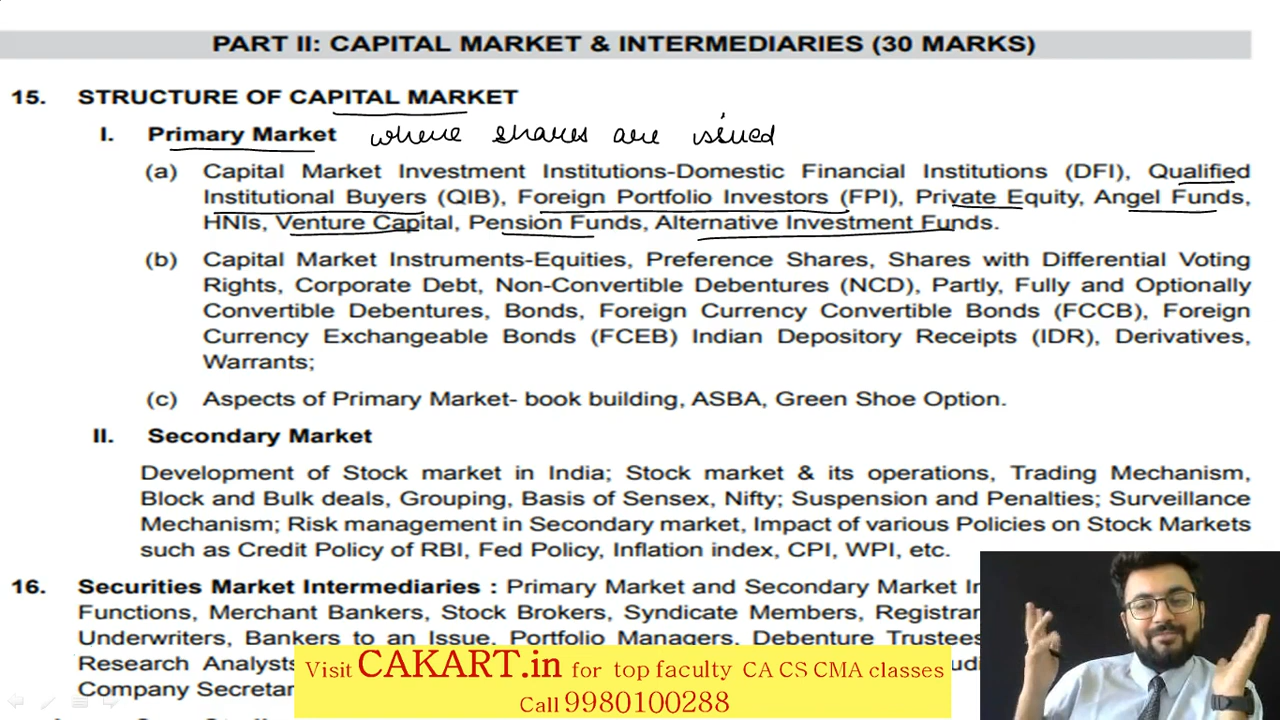 PART II: CAPITAL MARKET & INTERMEDIARIES (30 MARKS)
15. STRUCTURE OF CAPITAL MARKET
I. Primary Market where shares are issued
(a) Capital Market Investment Institutions-Domestic Financial Institutions (DFI), Qualified
Institutional Buyers (QIB), Foreign Portfolio Investors (FPI), Private Equity, Angel Funds,
HNIs, Venture Capital, Pension Funds, Alternative Investment Funds.
(b) Capital Market Instruments-Equities, Preference Shares, Shares with Differential Voting
Rights, Corporate Debt, Non-Convertible Debentures (NCD), Partly, Fully and Optionally
Convertible Debentures, Bonds, Foreign Currency Convertible Bonds (FCCB), Foreign
Currency Exchangeable Bonds (FCEB) Indian Depository Receipts (IDR), Derivatives,
Warrants;
(c) Aspects of Primary Market- book building, ASBA, Green Shoe Option.
II. Secondary Market
Development of Stock market in India; Stock market & its operations, Trading Mechanism,
Block and Bulk deals, Grouping, Basis of Sensex, Nifty; Suspension and Penalties; Surveillance
Mechanism; Risk management in Secondary market, Impact of various Policies on Stock Markets
such as Credit Policy of RBI, Fed Policy, Inflation index, CPI, WPI, etc.
16. Securities Market Intermediaries : Primary Market and Secondary Market
Functions, Merchant Bankers, Stock Brokers, Syndicate Members,
Underwriters, Bankers to an Issue, Portfolio Managers, Debenture Trustees
Research Analysts
Company
Visit CAKART.in for top faculty CA CS CMA classes
Call 9980100288